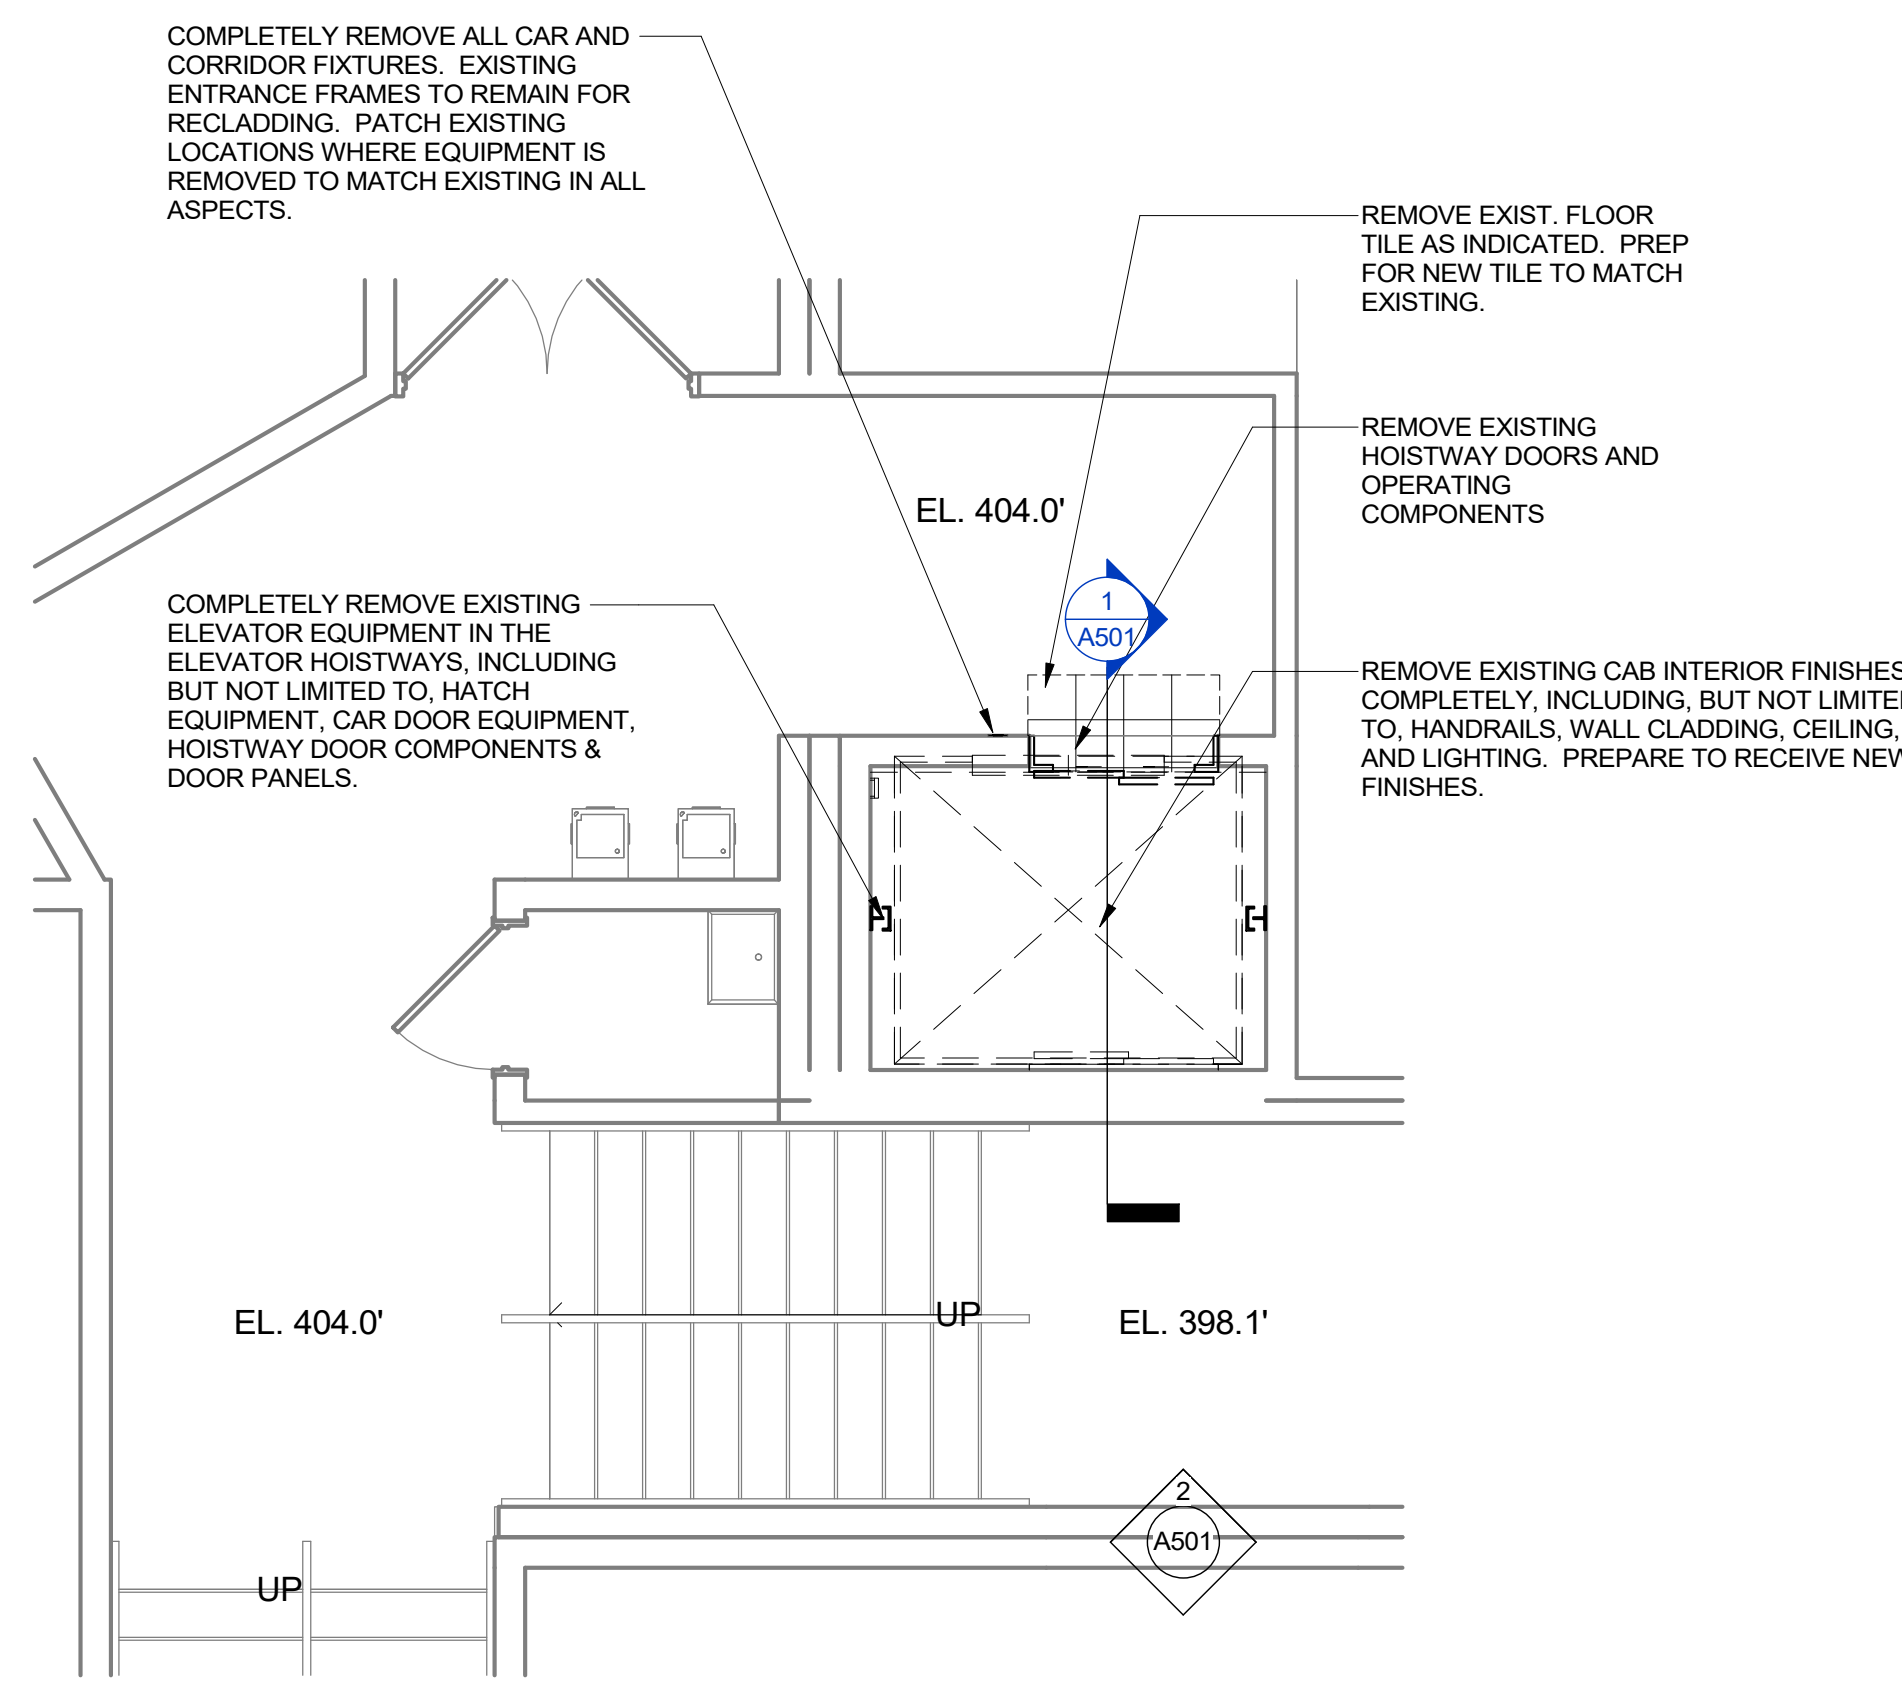 COMPLETELY REMOVE ALL CAR AND
CORRIDOR FIXTURES. EXISTING
ENTRANCE FRAMES TO REMAIN FOR
RECLADDING. PATCH EXISTING
LOCATIONS WHERE EQUIPMENT IS
REMOVED TO MATCH EXISTING IN ALL
ASPECTS.
REMOVE EXIST. FLOOR
TILE AS INDICATED. PREP
FOR NEW TILE TO MATCH
EXISTING.
REMOVE EXISTING
HOISTWAY DOORS AND
OPERATING
COMPONENTS
EL. 404.0'
COMPLETELY REMOVE EXISTING
ELEVATOR EQUIPMENT IN THE
ELEVATOR HOISTWAYS, INCLUDING
BUT NOT LIMITED TO, HATCH
EQUIPMENT, CAR DOOR EQUIPMENT,
HOISTWAY DOOR COMPONENTS &
DOOR PANELS.
1
A501
REMOVE EXISTING CAB INTERIOR FINISHES
COMPLETELY, INCLUDING, BUT NOT LIMITED
TO, HANDRAILS, WALL CLADDING, CEILING,
AND LIGHTING. PREPARE TO RECEIVE NEW
FINISHES.
EL. 404.0'
UP
EL. 398.1'
2
A501
UP